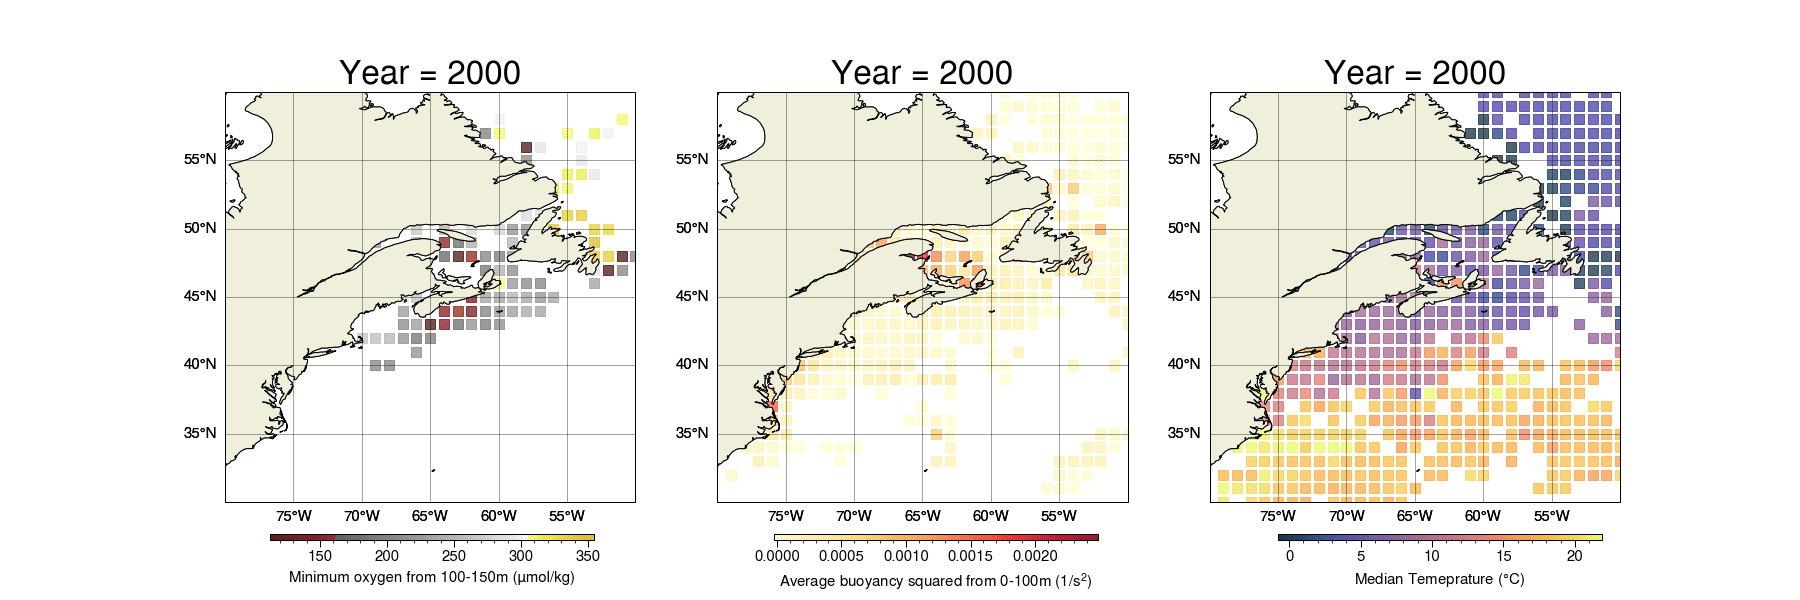 Year = 2000 Year = 2000 Year = 2000
55°N 55°N 55°N
50°N 50°N 50°N
45°N 45°N 45°N
40°N 40°N 40°N
35°N 35°N 35°N
75°W 70°W 65°W 60°W 55°W 75°W 70°W 65°W 60°W 55°W 75°W 70°W 65°W 60°W 55°W
150 200 250 300 350 0.0000 0.0005 0.0010 0.0015 0.0020 0 5 10 15 20
Minimum oxygen from 100-150m (μmol/kg) Average buoyancy squared from 0-100m (1/s²) Median Temeprature (°C)